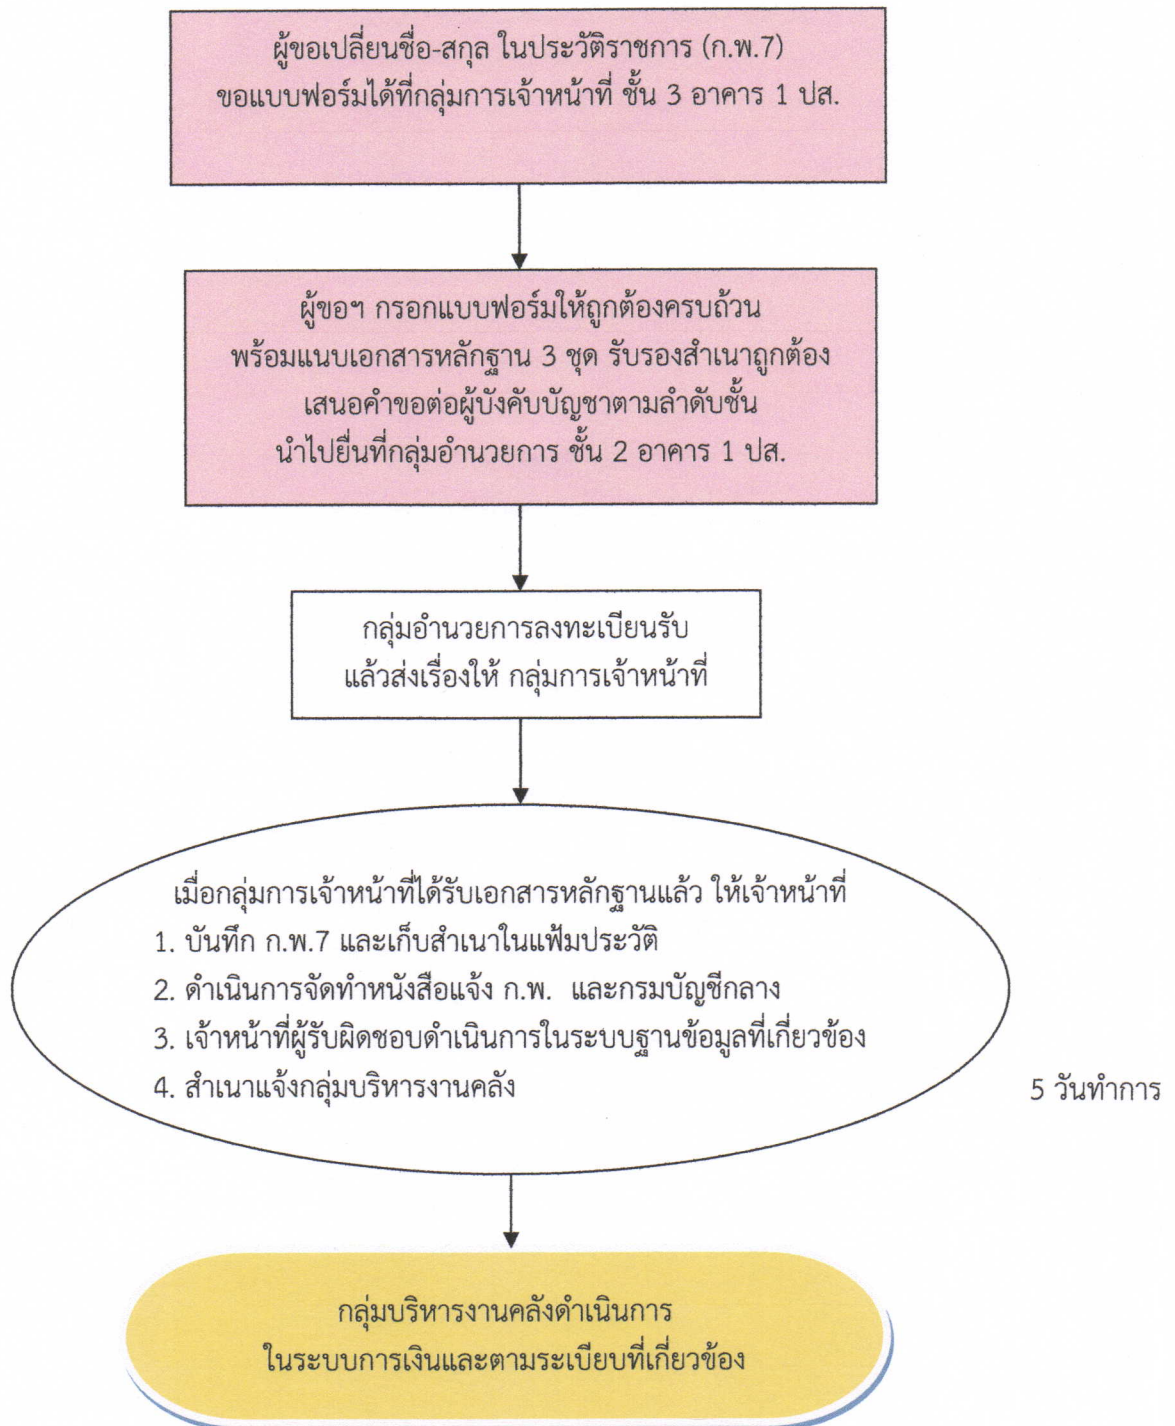 ผู้ขอเปลี่ยนชื่อ-สกุล ในประวัติราชการ (ก.พ.7)
ขอแบบฟอร์มได้ที่กลุ่มการเจ้าหน้าที่ ชั้น 3 อาคาร 1 ปส.
ผู้ขอฯ กรอกแบบฟอร์มให้ถูกต้องครบถ้วน
พร้อมแนบเอกสารหลักฐาน 3 ชุด รับรองสำเนาถูกต้อง
เสนอคำขอต่อผู้บังคับบัญชาตามลำดับชั้น
นำไปยื่นที่กลุ่มอำนวยการ ชั้น 2 อาคาร 1 ปส.
กลุ่มอำนวยการลงทะเบียนรับ
แล้วส่งเรื่องให้ กลุ่มการเจ้าหน้าที่
เมื่อกลุ่มการเจ้าหน้าที่ได้รับเอกสารหลักฐานแล้ว ให้เจ้าหน้าที่
1. บันทึก ก.พ.7 และเก็บสำเนาในแฟ้มประวัติ
2. ดำเนินการจัดทำหนังสือแจ้ง ก.พ. และกรมบัญชีกลาง
3. เจ้าหน้าที่ผู้รับผิดชอบดำเนินการในระบบฐานข้อมูลที่เกี่ยวข้อง
4. สำเนาแจ้งกลุ่มบริหารงานคลัง
5 วันทำการ
กลุ่มบริหารงานคลังดำเนินการ
ในระบบการเงินและตามระเบียบที่เกี่ยวข้อง